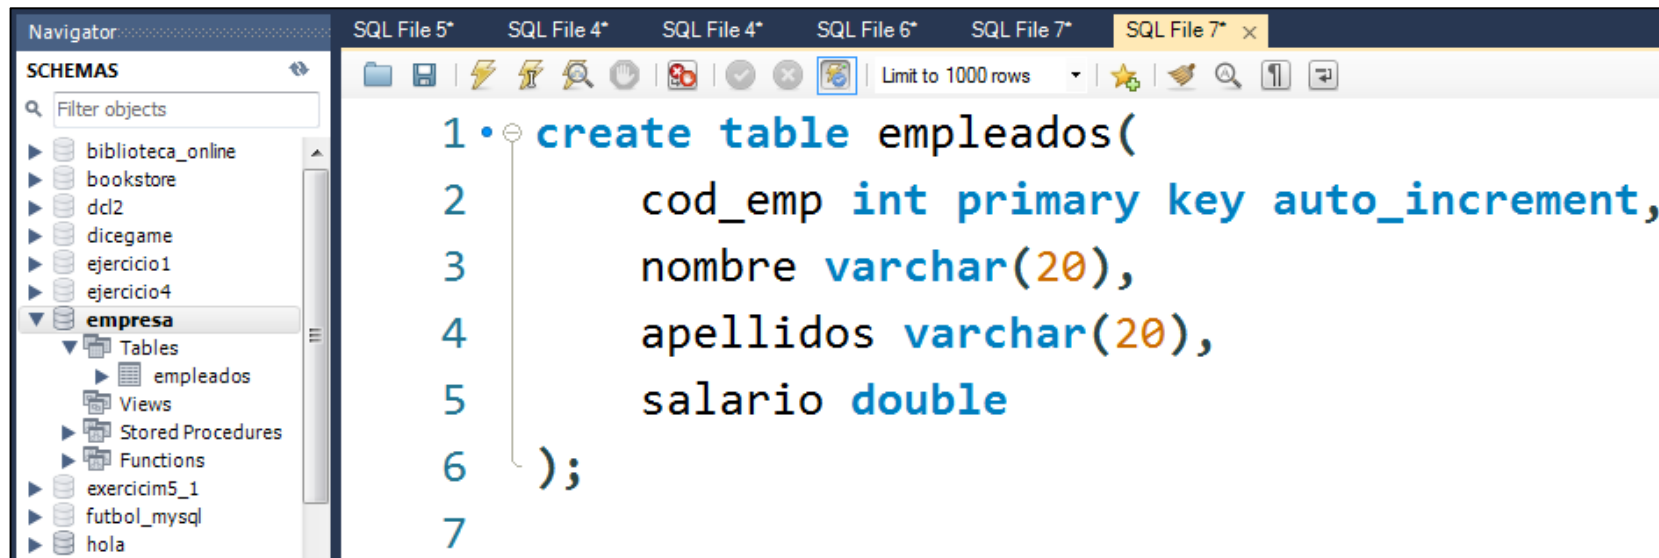 Navigator
SCHEMAS
Filter objects
biblioteca_online
bookstore
dcl2
dicegame
ejercicio1
ejercicio4
empresa
Tables
empleados
Views
Stored Procedures
Functions
exercicim5_1
futbol_mysql
hola
SQL File 5* SQL File 4* SQL File 4* SQL File 6* SQL File 7* SQL File 7* ×
Limit to 1000 rows
1 create table empleados(
2 cod_emp int primary key auto_increment,
3 nombre varchar(20),
4 apellidos varchar(20),
5 salario double
6 );
7